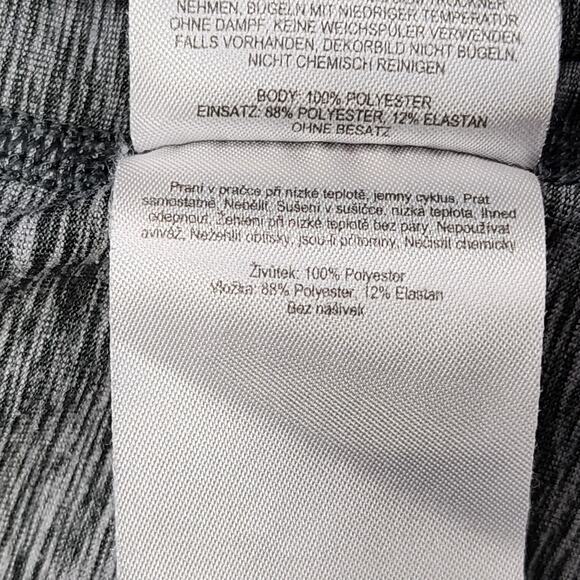 NEHMEN, BÜGELN MIT NIEDRIGER TEMPERATUR
OHNE DAMPF, KEINE WEICHSPÜLER VERWENDEN,
FALLS VORHANDEN, DEKORBILD NICHT BÜGELN,
NICHT CHEMISCH REINIGEN
BODY: 100% POLYESTER
EINSATZ: 88% POLYESTER, 12% ELASTAN
OHNE BESATZ
Praní v pračce při nízké teplotě, jemný cyklus, Prát
samostatně, Nebělit, Sušení v sušičce, nízká teplota, Ihned
odepnout, Žehlení při nízké teplotě bez páry, Nepoužívat
aviváž, Nežehlit obtisky, jsou-li přítomny, Nečistit chemicky
Živůtek: 100% Polyester
Vložka: 88% Polyester, 12% Elastan
Bez nášivek